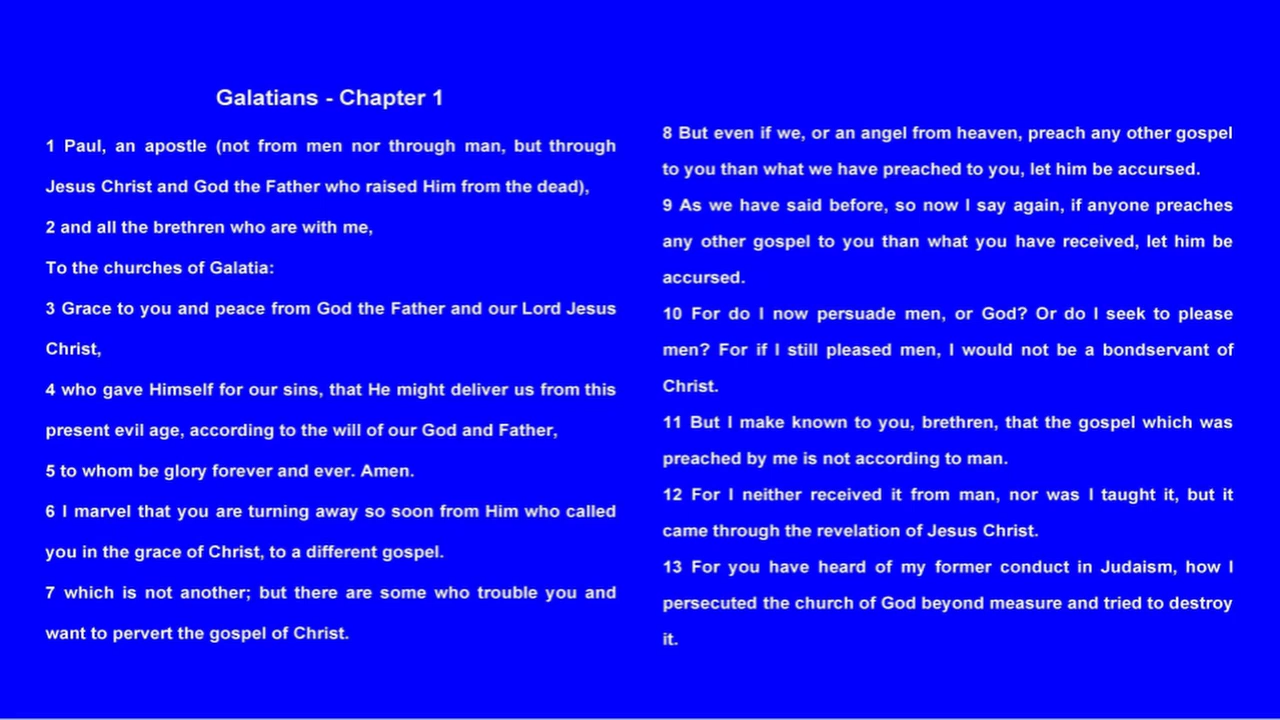 Galatians - Chapter 1
1 Paul, an apostle (not from men nor through man, but through
Jesus Christ and God the Father who raised Him from the dead),
2 and all the brethren who are with me,
To the churches of Galatia:
3 Grace to you and peace from God the Father and our Lord Jesus
Christ,
4 who gave Himself for our sins, that He might deliver us from this
present evil age, according to the will of our God and Father,
5 to whom be glory forever and ever. Amen.
6 I marvel that you are turning away so soon from Him who called
you in the grace of Christ, to a different gospel.
7 which is not another; but there are some who trouble you and
want to pervert the gospel of Christ.
8 But even if we, or an angel from heaven, preach any other gospel
to you than what we have preached to you, let him be accursed.
9 As we have said before, so now I say again, if anyone preaches
any other gospel to you than what you have received, let him be
accursed.
10 For do I now persuade men, or God? Or do I seek to please
men? For if I still pleased men, I would not be a bondservant of
Christ.
11 But I make known to you, brethren, that the gospel which was
preached by me is not according to man.
12 For I neither received it from man, nor was I taught it, but it
came through the revelation of Jesus Christ.
13 For you have heard of my former conduct in Judaism, how I
persecuted the church of God beyond measure and tried to destroy
it.